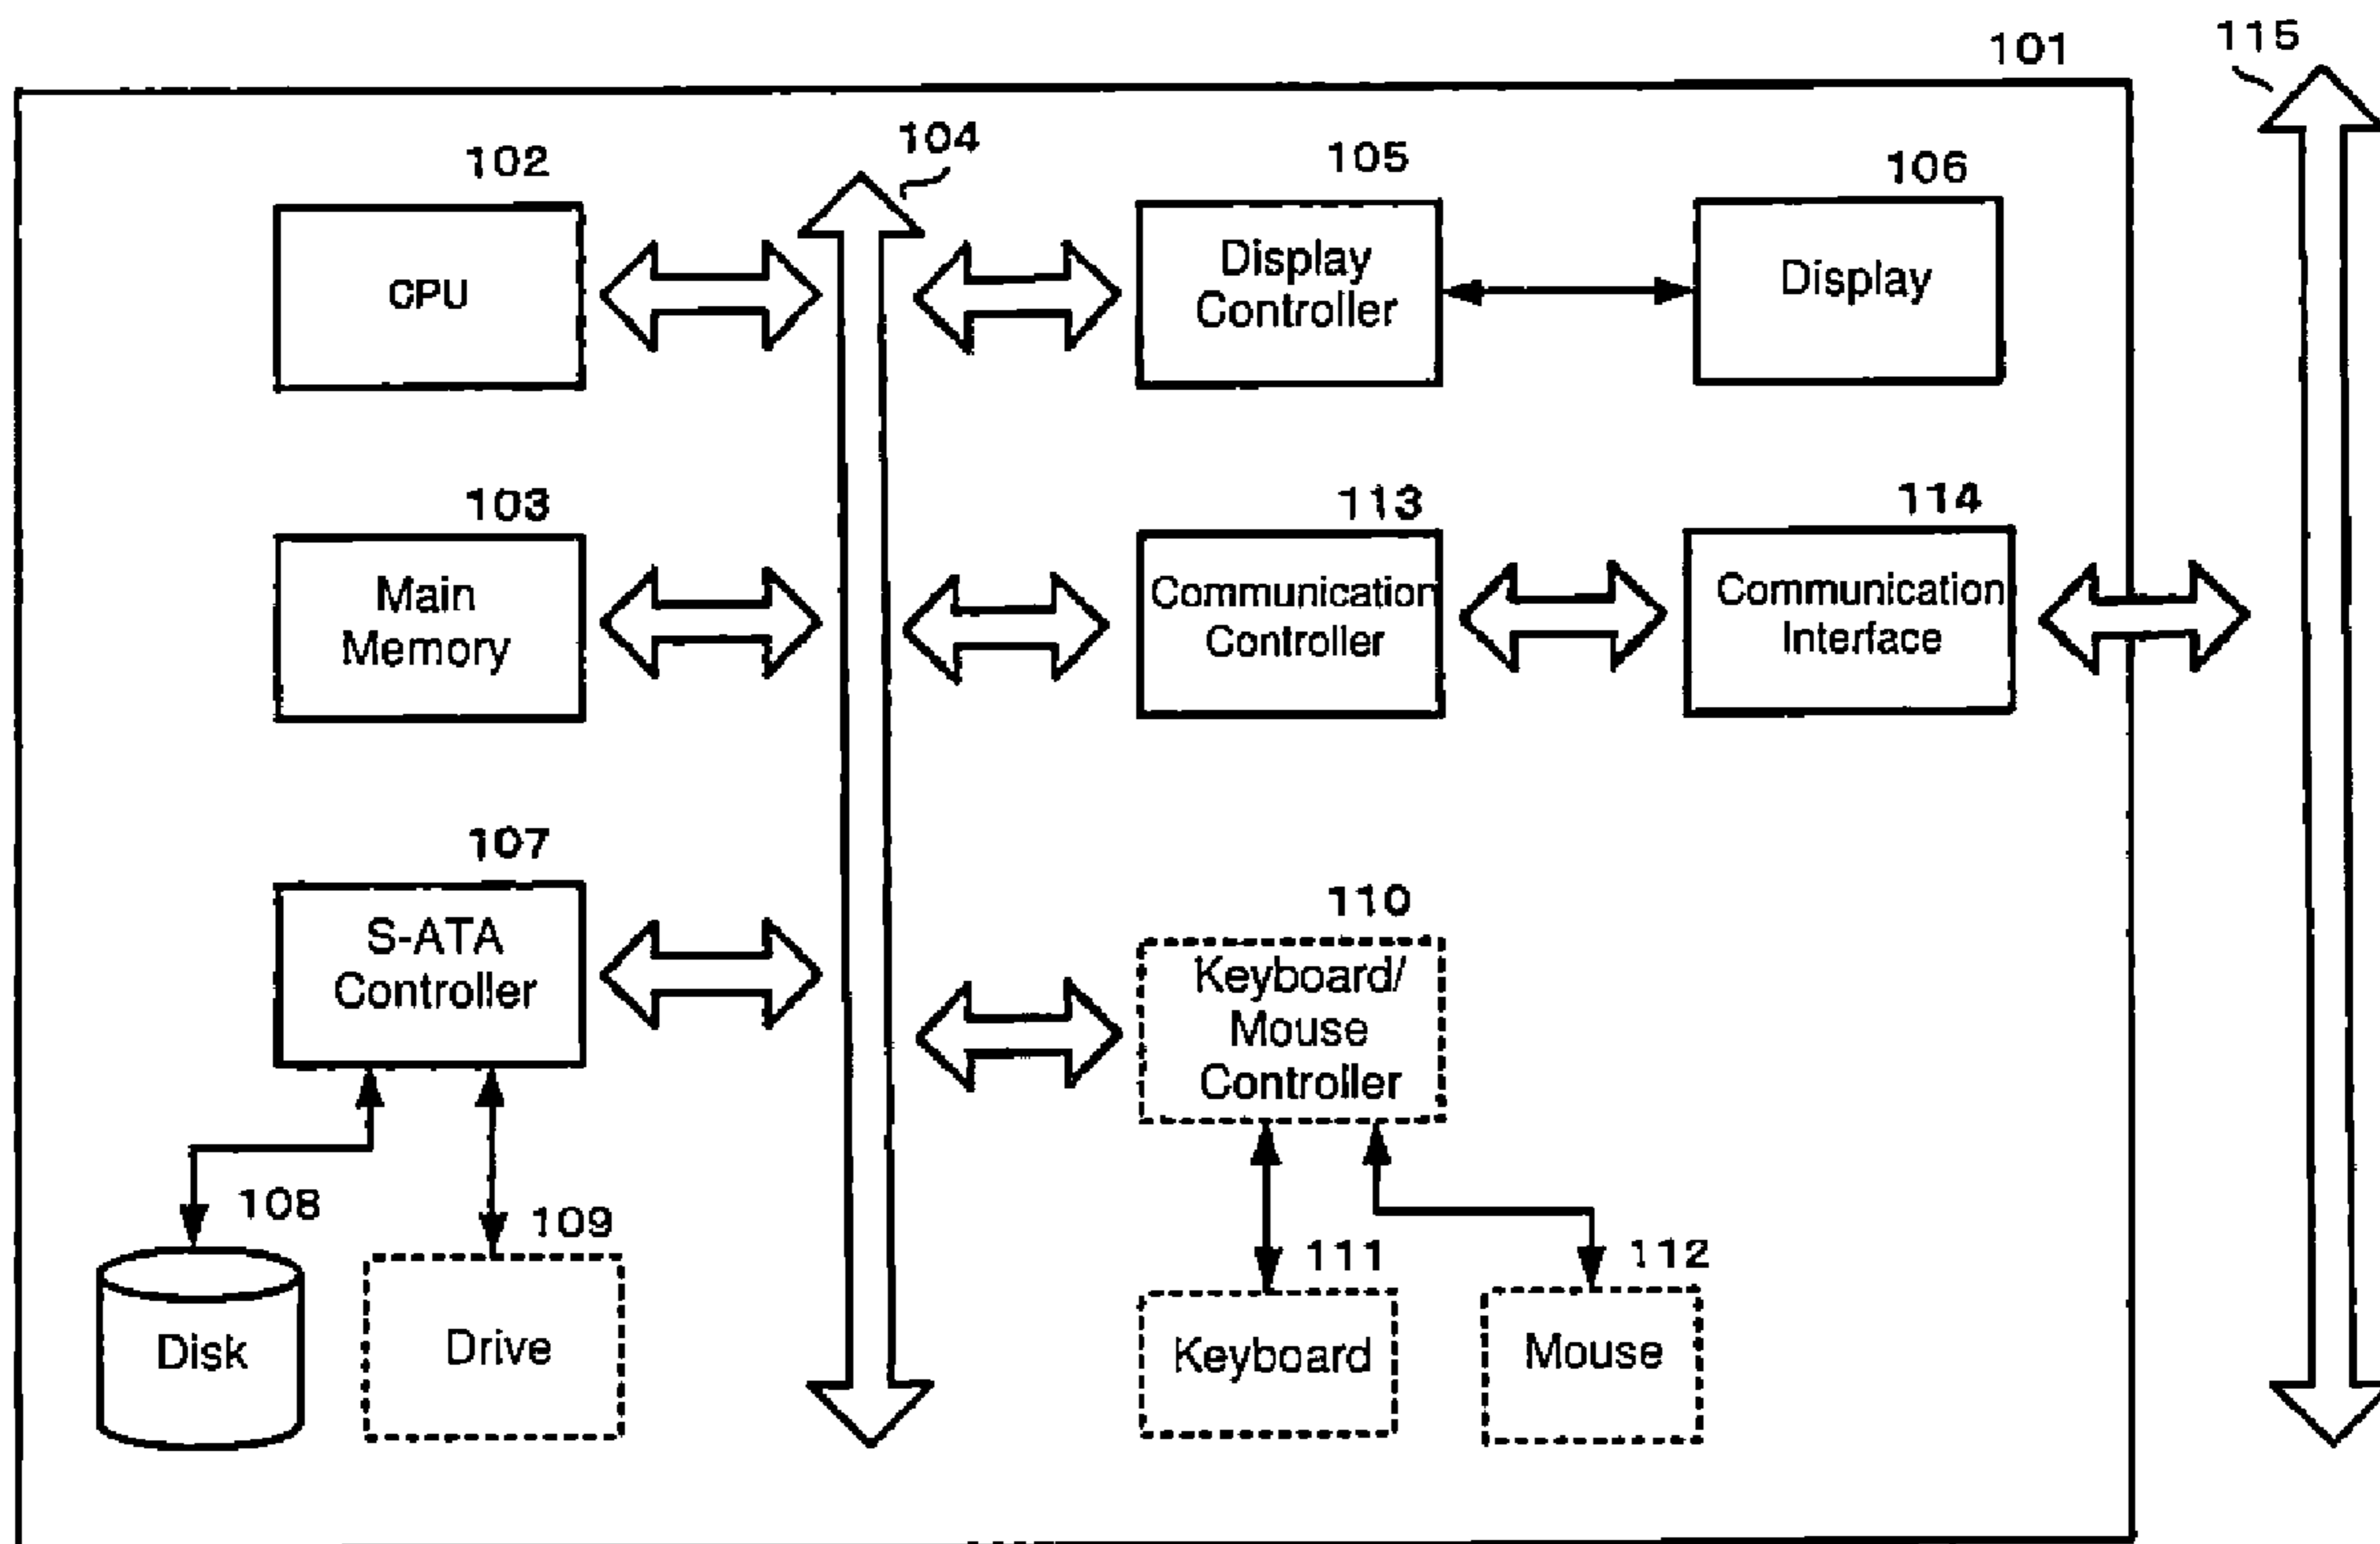 101
115
102
104
105
106
CPU
Display
Controller
Display
103
113
114
Main
Memory
Communication
Controller
Communication
Interface
107
S-ATA
Controller
110
Keyboard/
Mouse
Controller
108
109
111
112
Disk
Drive
Keyboard
Mouse